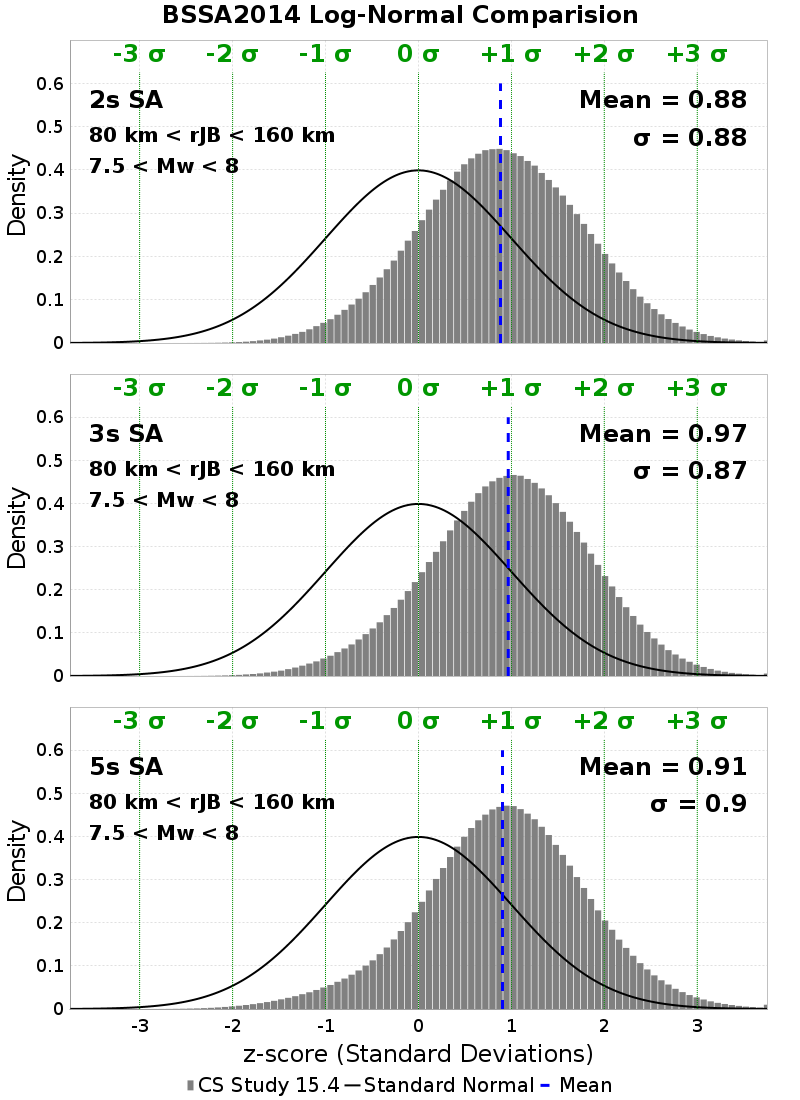 BSSA2014 Log-Normal Comparision
-3 σ -2 σ -1 σ 0 σ +1 σ +2 σ +3 σ
0.6
2s SA Mean = 0.88
0.5
80 km < rJB < 160 km σ = 0.88
7.5 < Mw < 8
0.4
0.3
0.2
0.1
0
Density
-3 σ -2 σ -1 σ 0 σ +1 σ +2 σ +3 σ
0.6
3s SA Mean = 0.97
0.5
80 km < rJB < 160 km σ = 0.87
7.5 < Mw < 8
0.4
0.3
0.2
0.1
0
Density
-3 σ -2 σ -1 σ 0 σ +1 σ +2 σ +3 σ
0.6
5s SA Mean = 0.91
0.5
80 km < rJB < 160 km σ = 0.9
7.5 < Mw < 8
0.4
0.3
0.2
0.1
0
Density
-3 -2 -1 0 1 2 3
z-score (Standard Deviations)
CS Study 15.4 Standard Normal Mean